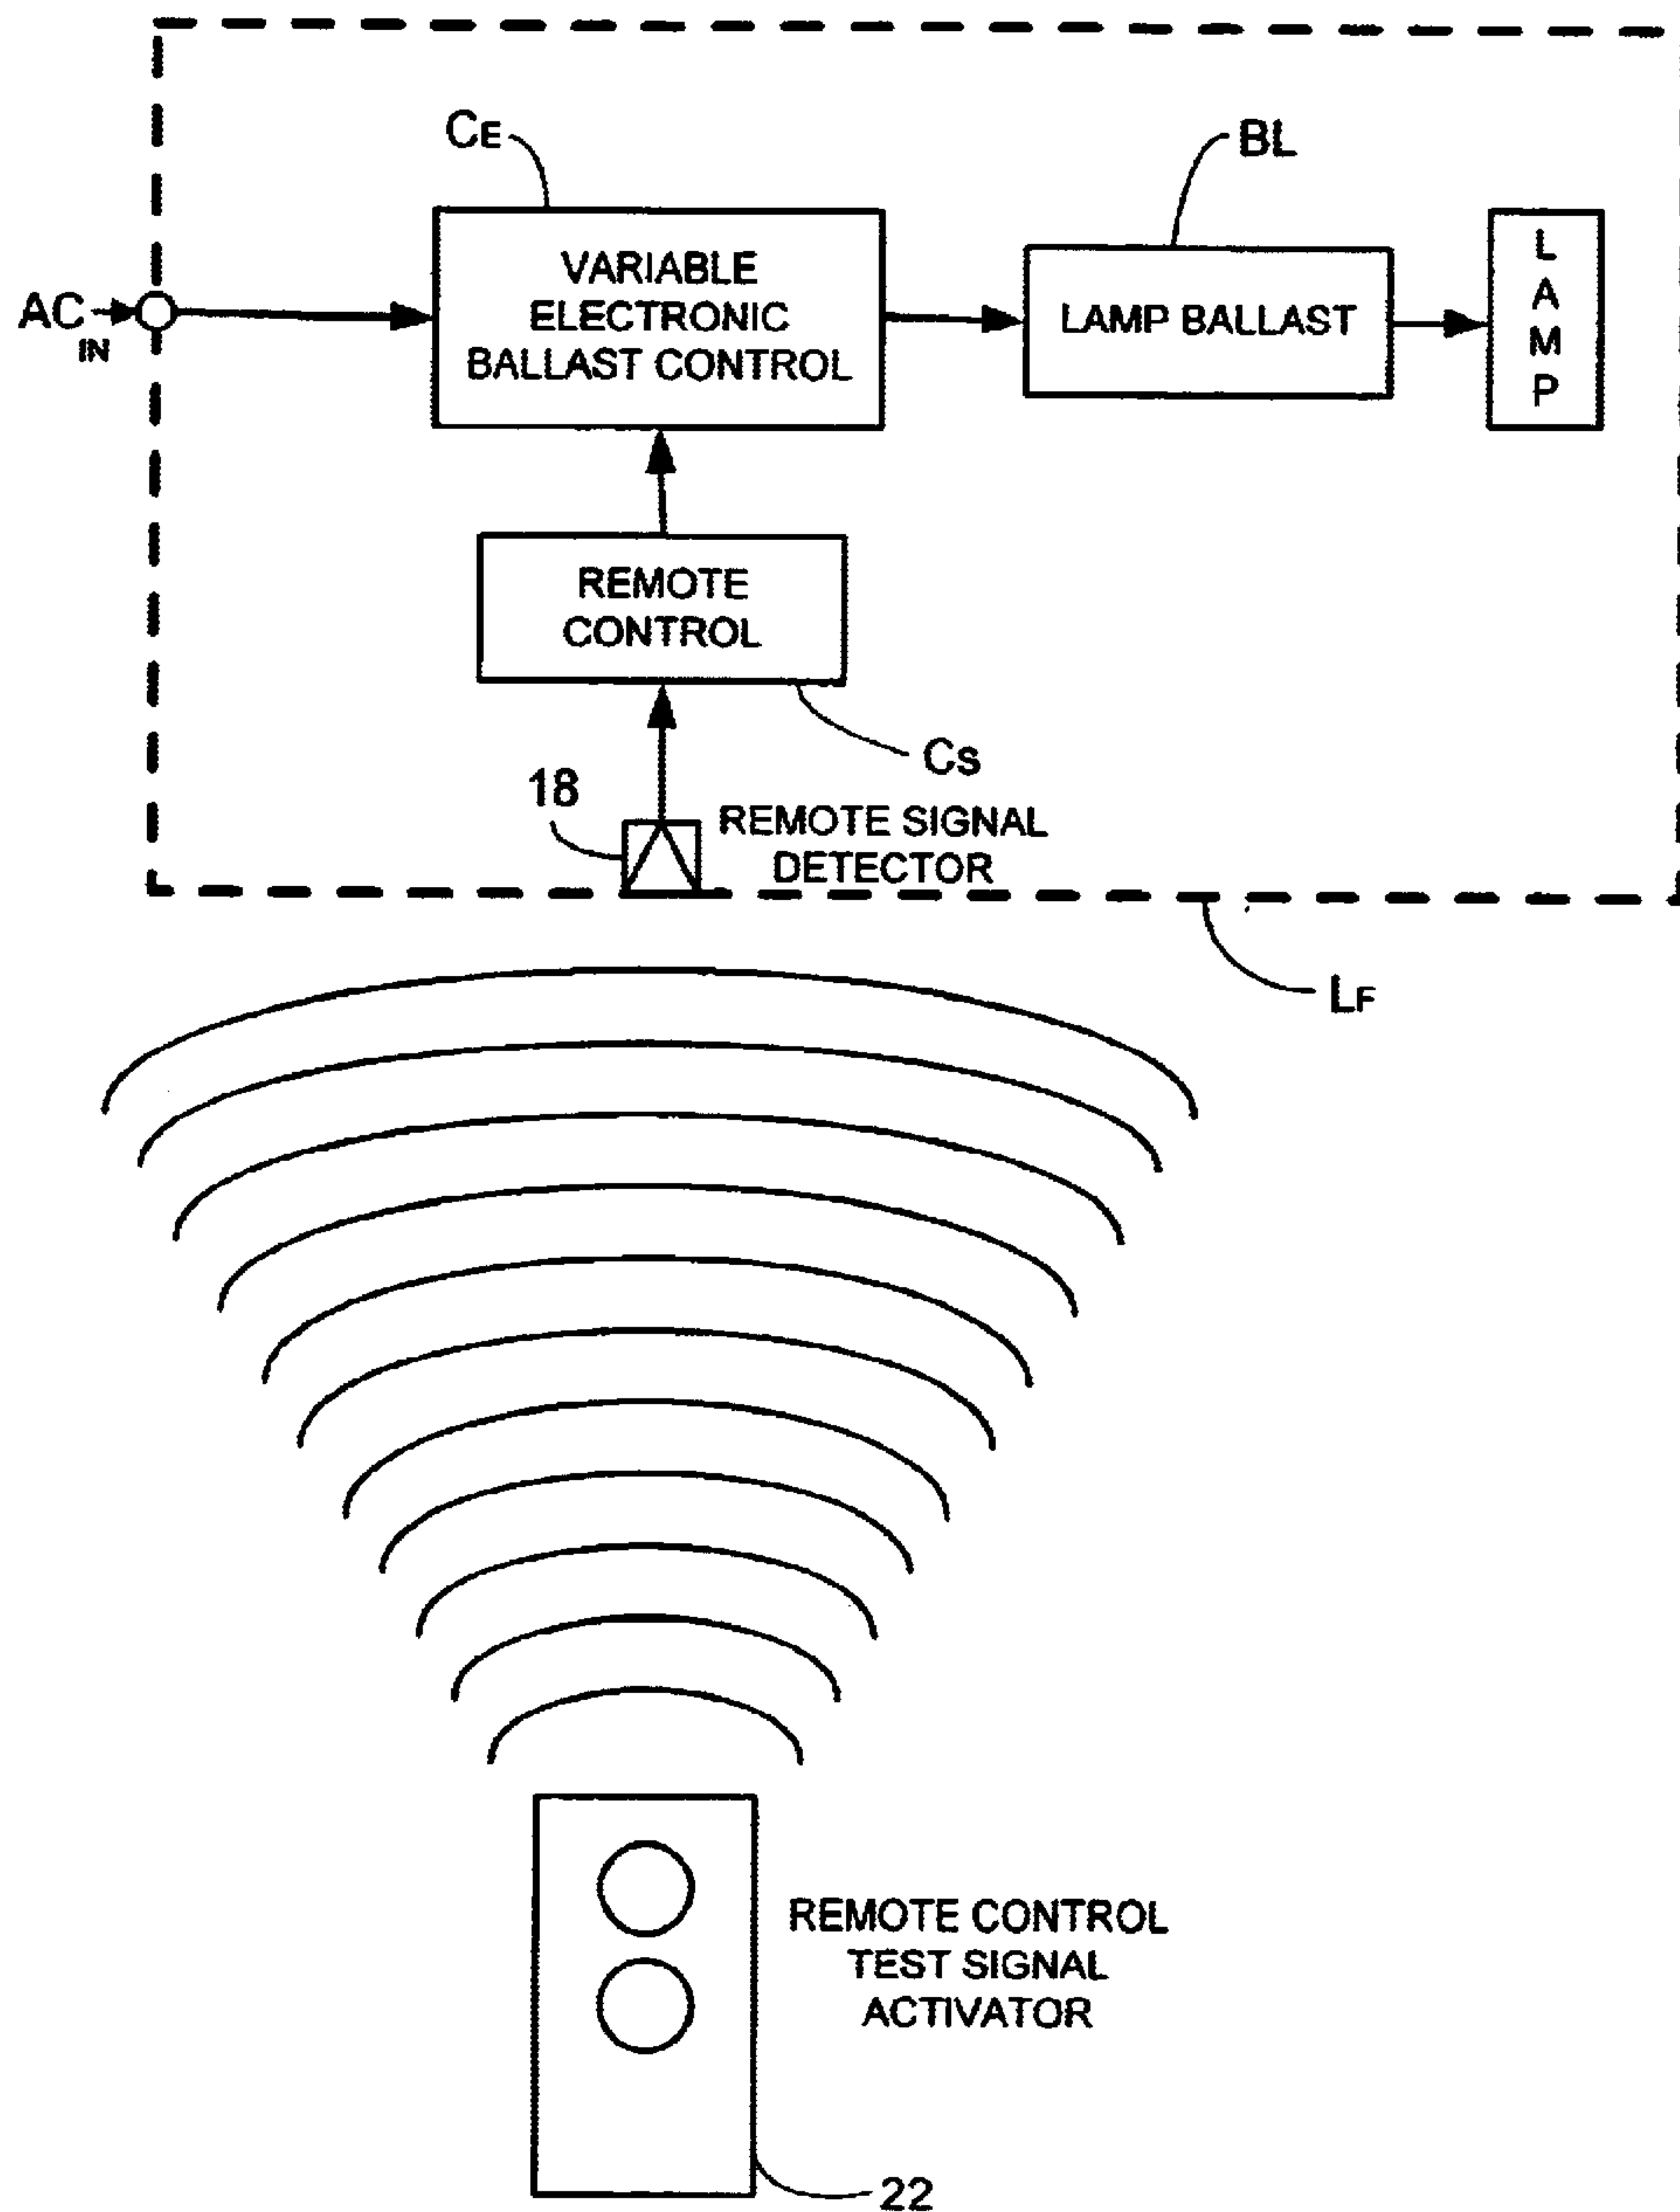 CE
BL
VARIABLE
ELECTRONIC
BALLAST CONTROL
LAMP BALLAST
LAMP
AC IN
REMOTE
CONTROL
CS
18
REMOTE SIGNAL
DETECTOR
LF
REMOTE CONTROL
TEST SIGNAL
ACTIVATOR
22